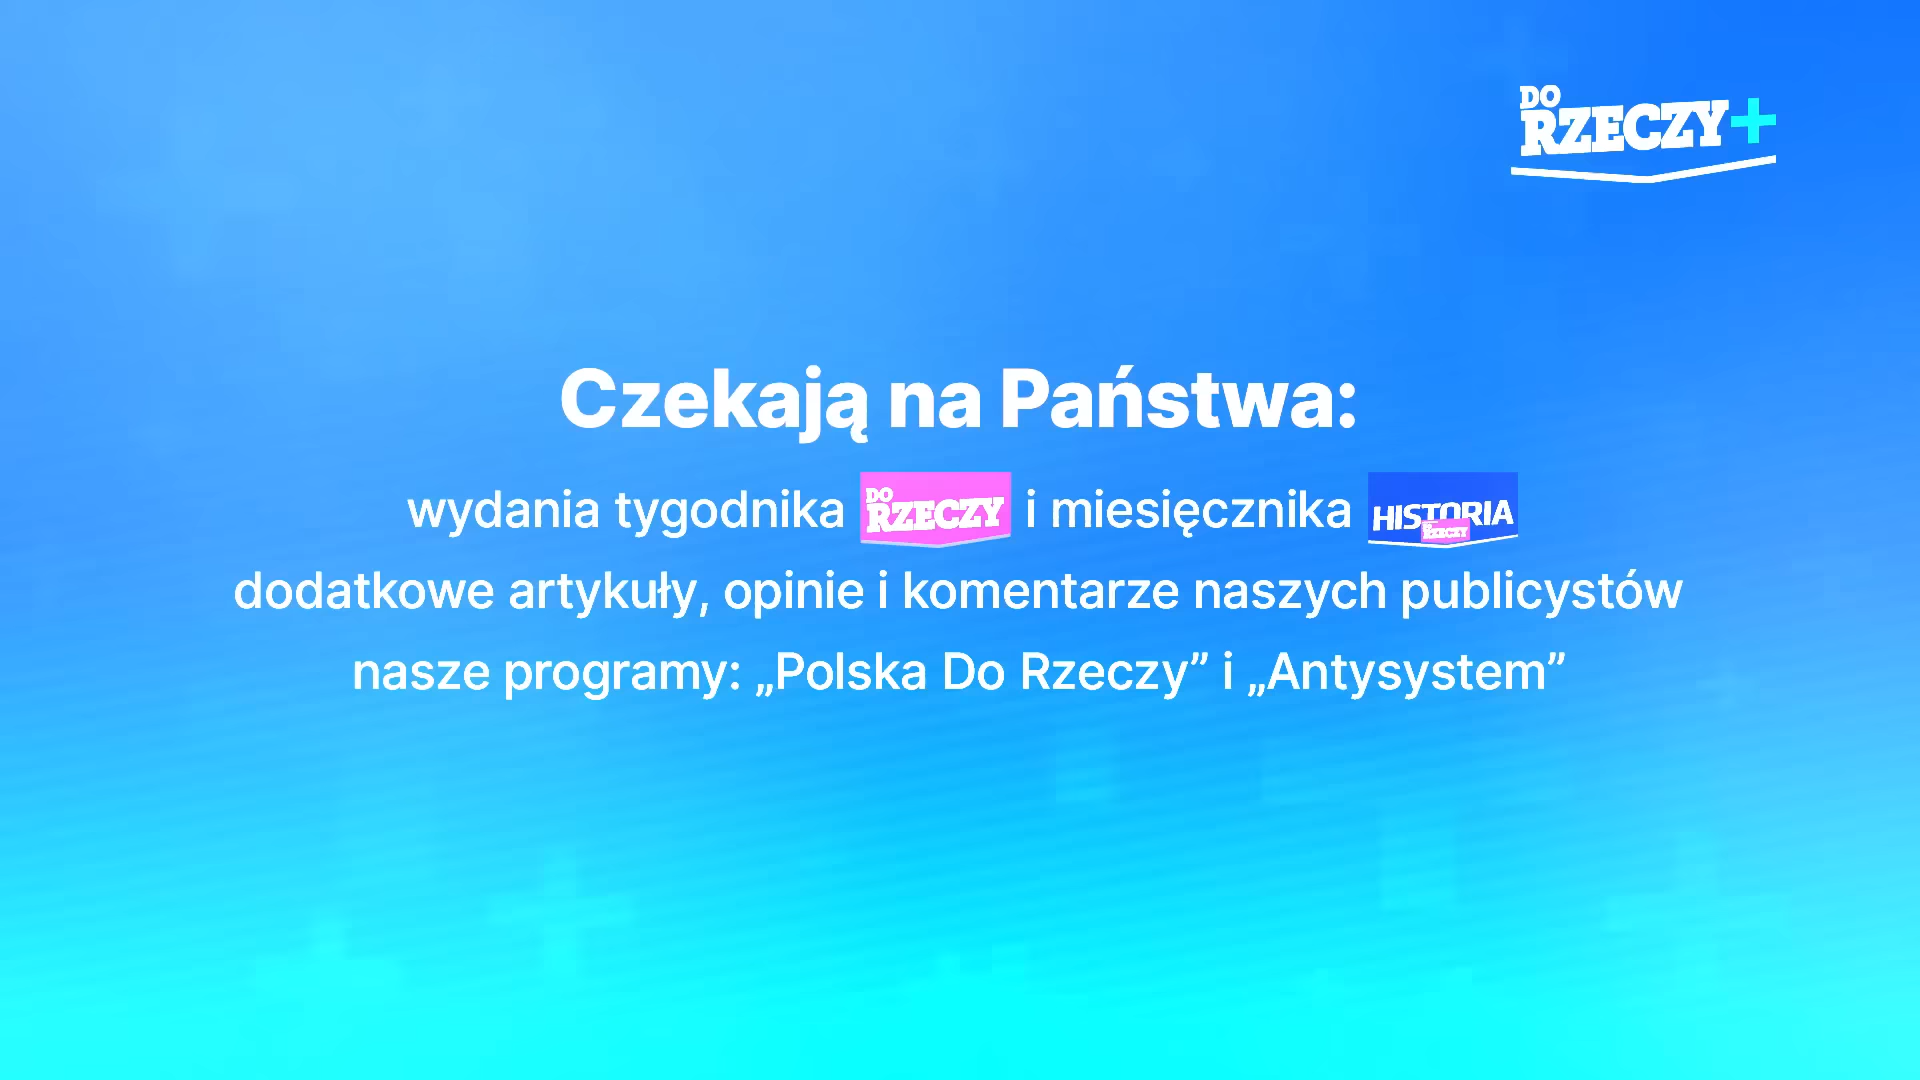 DO
RZECZY+
Czekają na Państwa:
wydania tygodnika DO RZECZY i miesięcznika HISTORIA DO RZECZY
dodatkowe artykuły, opinie i komentarze naszych publicystów
nasze programy: „Polska Do Rzeczy” i „Antysystem”